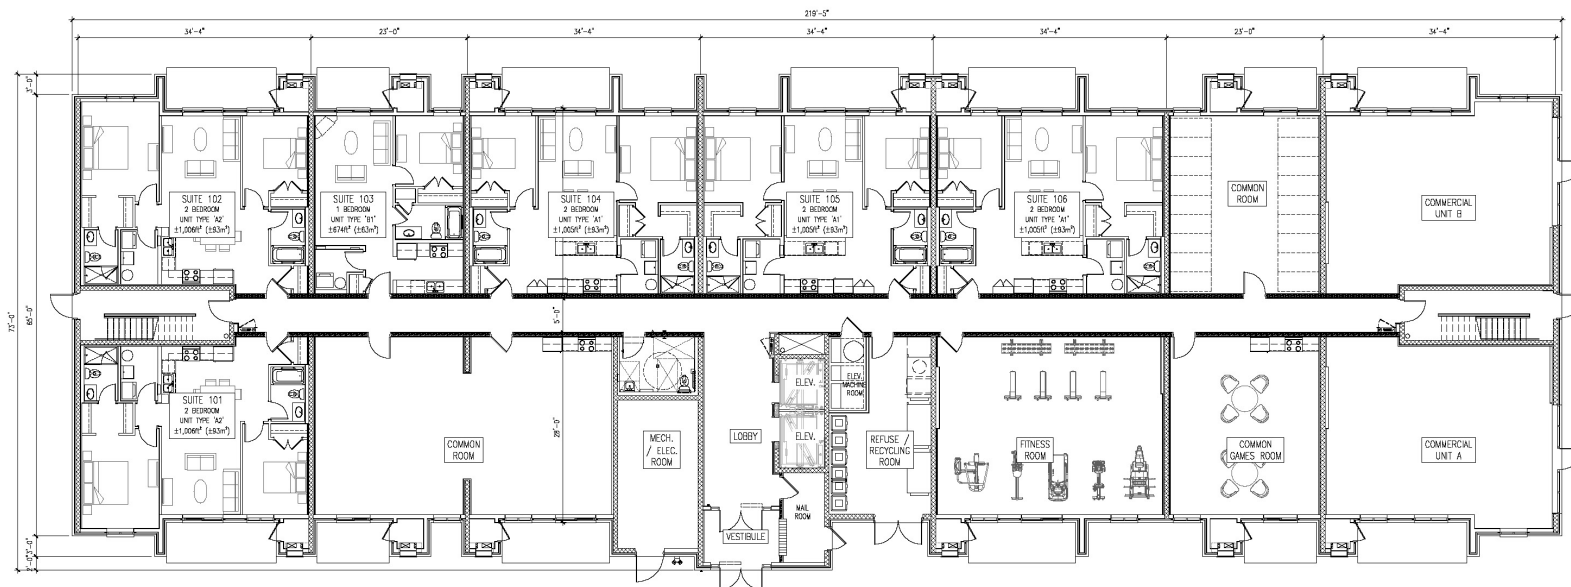 219'-5"
34'-4"
23'-0"
34'-4"
34'-4"
34'-4"
23'-0"
34'-4"
3'-0"
73'-0"
65'-0"
3'-0"
2'-0"
SUITE 102
2 BEDROOM
UNIT TYPE 'A2'
±1,006ft² (±93m²)
SUITE 103
1 BEDROOM
UNIT TYPE 'B1'
±674ft² (±63m²)
SUITE 104
2 BEDROOM
UNIT TYPE 'A1'
±1,005ft² (±93m²)
SUITE 105
2 BEDROOM
UNIT TYPE 'A1'
±1,005ft² (±93m²)
SUITE 106
2 BEDROOM
UNIT TYPE 'A1'
±1,005ft² (±93m²)
COMMON
ROOM
COMMERCIAL
UNIT B
5'-0"
28'-0"
SUITE 101
2 BEDROOM
UNIT TYPE 'A2'
±1,006ft² (±93m²)
COMMON
ROOM
MECH.
/ ELEC.
ROOM
LOBBY
ELEV.
ELEV.
ELEV.
MACHINE
ROOM
REFUSE /
RECYCLING
ROOM
FITNESS
ROOM
COMMON
GAMES ROOM
COMMERCIAL
UNIT A
MAIL
ROOM
VESTIBULE